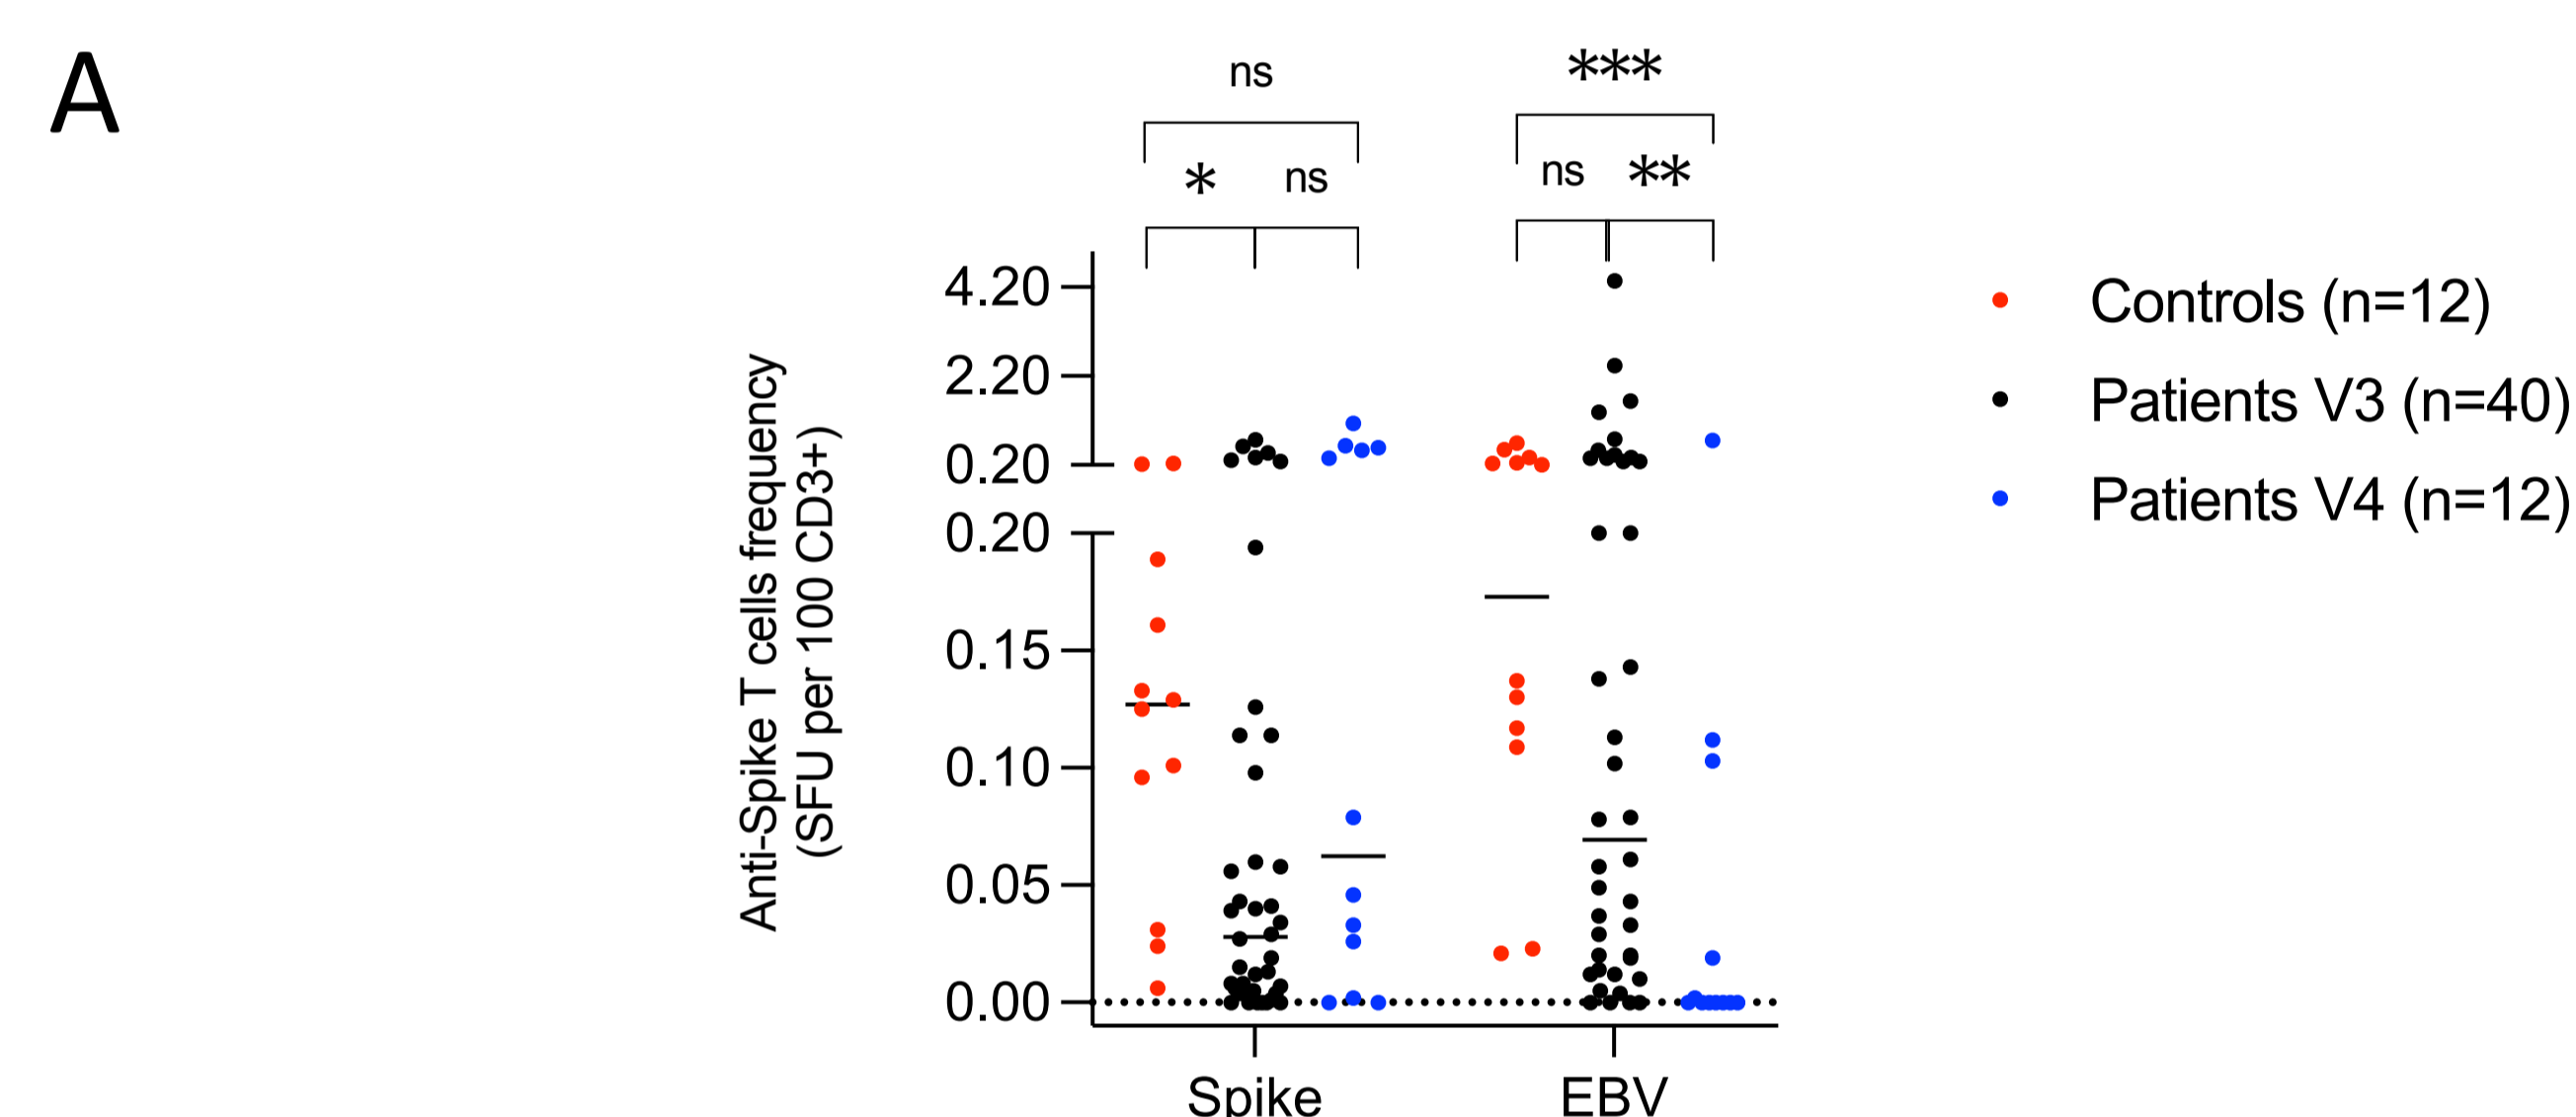 A
ns
***
* ns
ns **
4.20
2.20
0.20
0.20
0.15
0.10
0.05
0.00
Anti-Spike T cells frequency
(SFU per 100 CD3+)
Spike
EBV
Controls (n=12)
Patients V3 (n=40)
Patients V4 (n=12)